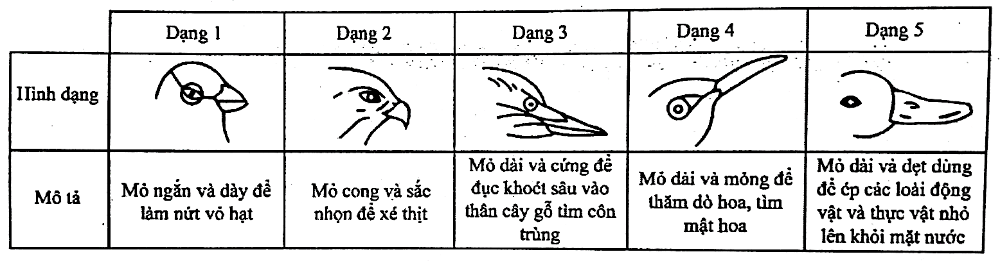 Dạng 1
Dạng 2
Dạng 3
Dạng 4
Dạng 5
Hình dạng
Mô tả
Mỏ ngắn và dày để
làm nứt vỏ hạt
Mỏ cong và sắc
nhọn để xé thịt
Mỏ dài và cứng để
đục khoét sâu vào
thân cây gỗ tìm côn
trùng
Mỏ dài và mỏng để
thăm dò hoa, tìm
mật hoa
Mỏ dài và dẹt dùng
để ép các loài động
vật và thực vật nhỏ
lên khỏi mặt nước